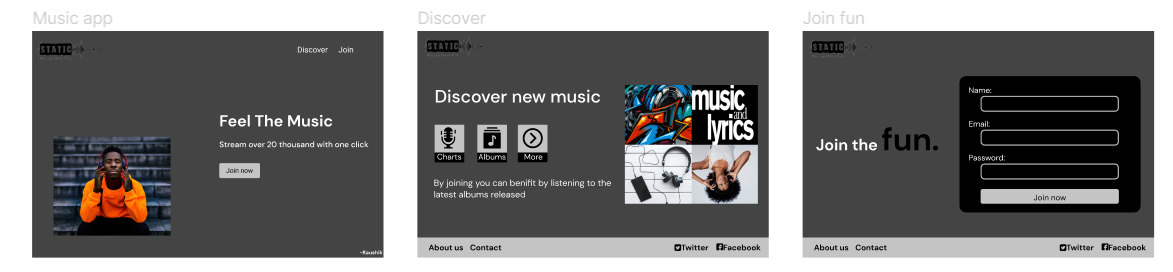 Music app
STATIC
Discover Join
Feel The Music
Stream over 20 thousand with one click
Join now
-Kaushik
Discover
STATIC
Discover new music
Charts Albums More
By joining you can benifit by listening to the
latest albums released
music
and
lyrics
About us Contact
Twitter Facebook
Join fun
STATIC
Join the fun.
Name:
Email:
Password:
Join now
About us Contact
Twitter Facebook